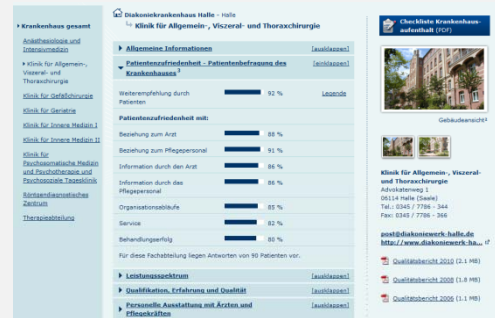 Krankenhaus gesamt
Anästhesiologie und
Intensivmedizin
Klinik für Allgemein-,
Viszeral- und
Thoraxchirurgie
Klinik für Gefäßchirurgie
Klinik für Geriatrie
Klinik für Innere Medizin I
Klinik für Innere Medizin II
Klinik für
Psychosomatische Medizin
und Psychotherapie und
Psychosoziale Tagesklinik
Röntgendiagnostisches
Zentrum
Therapieabteilung
Diakoniekrankenhaus Halle - Halle
Klinik für Allgemein-, Viszeral- und Thoraxchirurgie
Allgemeine Informationen [ausklappen]
Patientenzufriedenheit - Patientenbefragung des [einklappen]
Krankenhauses³
Weiterempfehlung durch 92 % Legende
Patienten
Patientenzufriedenheit mit:
Beziehung zum Arzt 88 %
Beziehung zum Pflegepersonal 91 %
Information durch den Arzt 86 %
Information durch das 86 %
Pflegepersonal
Organisationsabläufe 85 %
Service 82 %
Behandlungserfolg 80 %
Für diese Fachabteilung liegen Antworten von 90 Patienten vor.
Leistungsspektrum [ausklappen]
Qualifikation, Erfahrung und Qualität [ausklappen]
Personelle Ausstattung mit Ärzten und [ausklappen]
Pflegekräften
Checkliste Krankenhaus-
aufenthalt (PDF)
Gebäudeansicht
Klinik für Allgemein-, Viszeral-
und Thoraxchirurgie
Advokatenweg 1
06114 Halle (Saale)
Tel.: 0345 / 7786 - 344
Fax: 0345 / 7786 - 366
post@diakoniewerk-halle.de
http://www.diakoniewerk-ha...
Qualitätsbericht 2010 (2.1 MB)
Qualitätsbericht 2008 (1.8 MB)
Qualitätsbericht 2006 (1.1 MB)